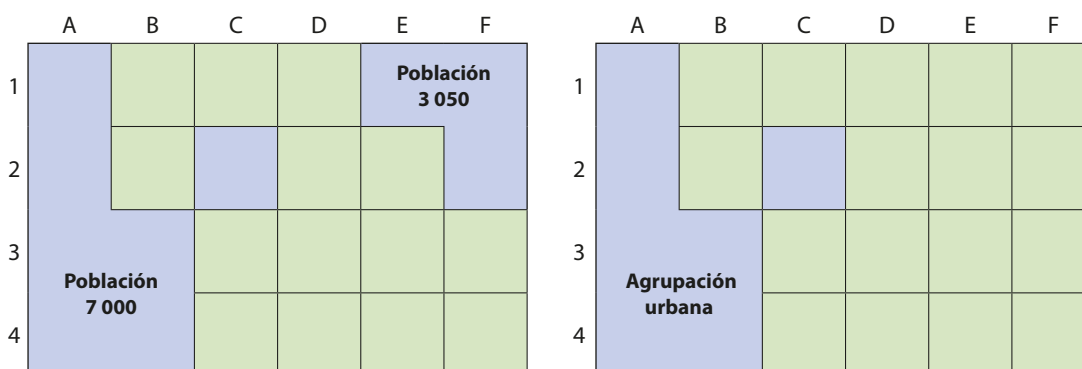 A B C D E F
1
Población
3 050
2
3
Población
7 000
4
A B C D E F
1
2
3
Agrupación
urbana
4